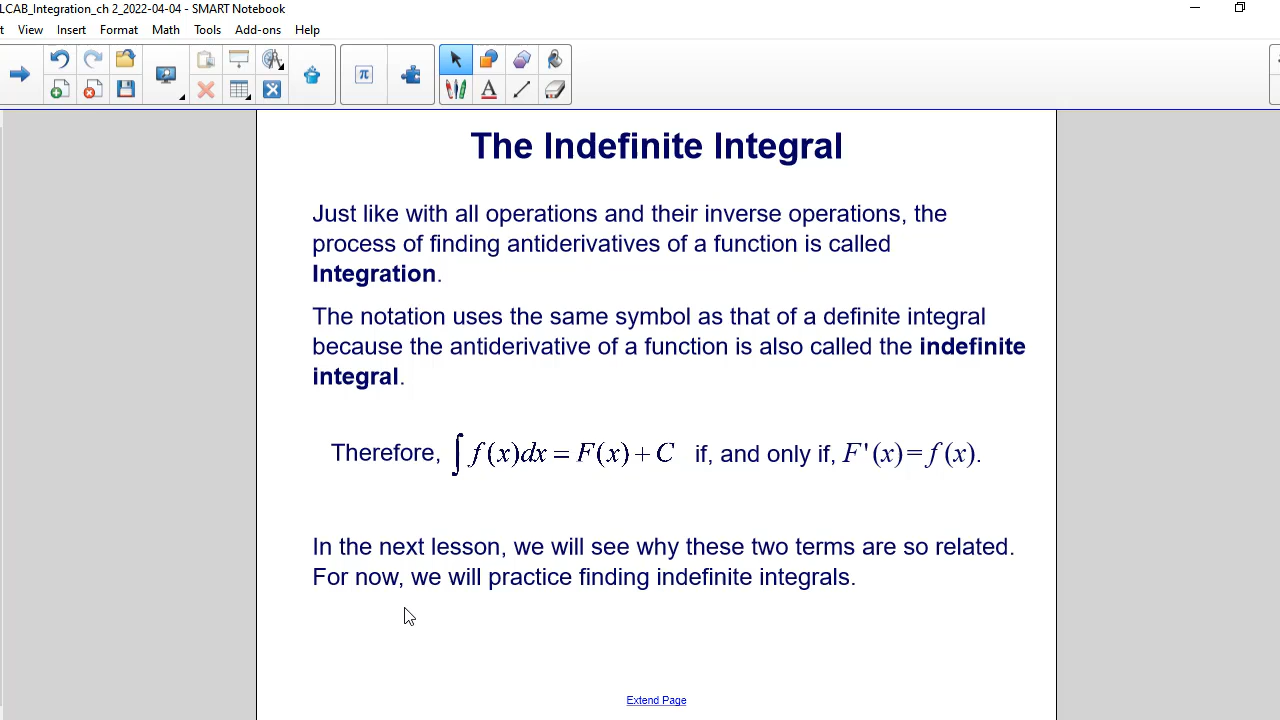 LCAB_Integration_ch 2_2022-04-04 - SMART Notebook
t View Insert Format Math Tools Add-ons Help
π
A
The Indefinite Integral
Just like with all operations and their inverse operations, the
process of finding antiderivatives of a function is called
Integration.
The notation uses the same symbol as that of a definite integral
because the antiderivative of a function is also called the indefinite
integral.
Therefore, ∫ f(x)dx = F(x) + C if, and only if, F'(x) = f(x).
In the next lesson, we will see why these two terms are so related.
For now, we will practice finding indefinite integrals.
Extend Page